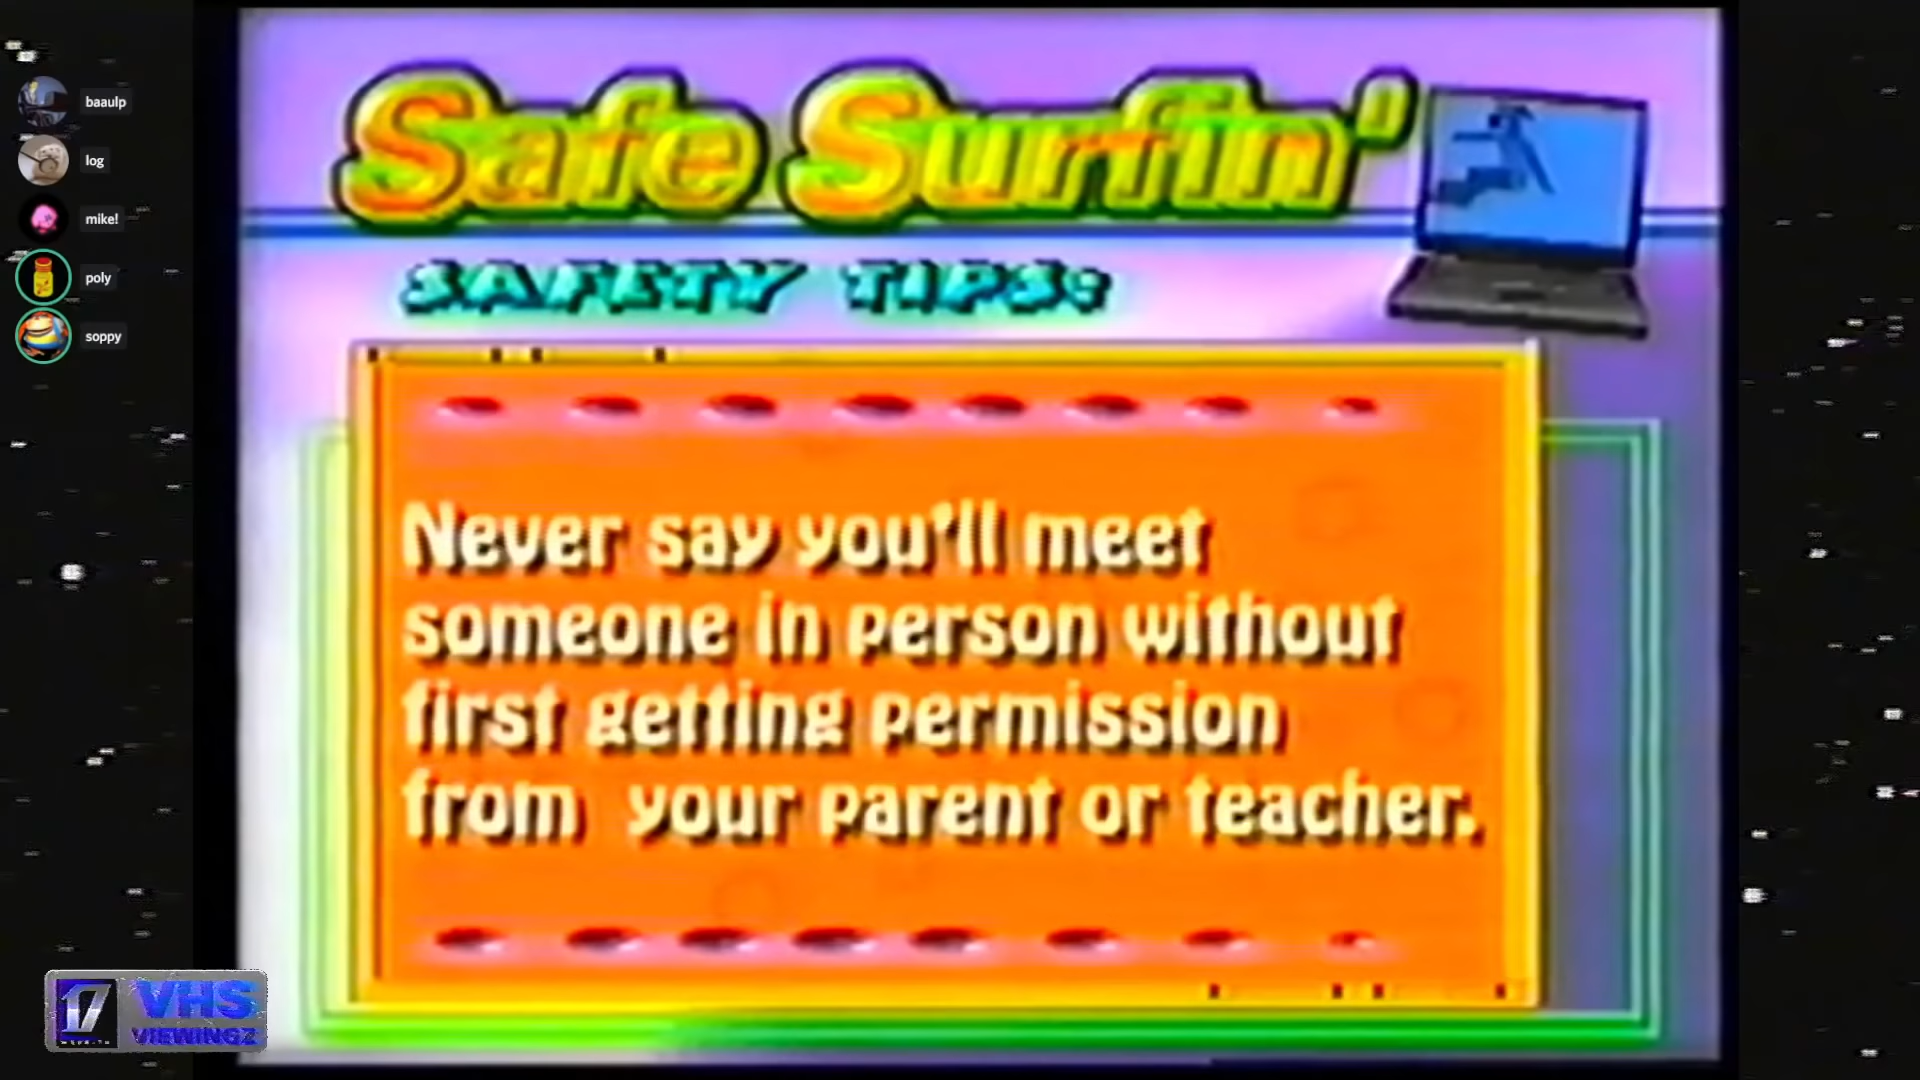 baaulp
log
mike!
poly
soppy
Safe Surfin'
SAFETY TIPS:
Never say you'll meet
someone in person without
first getting permission
from your parent or teacher.
17
VHS
VIEWINGZ